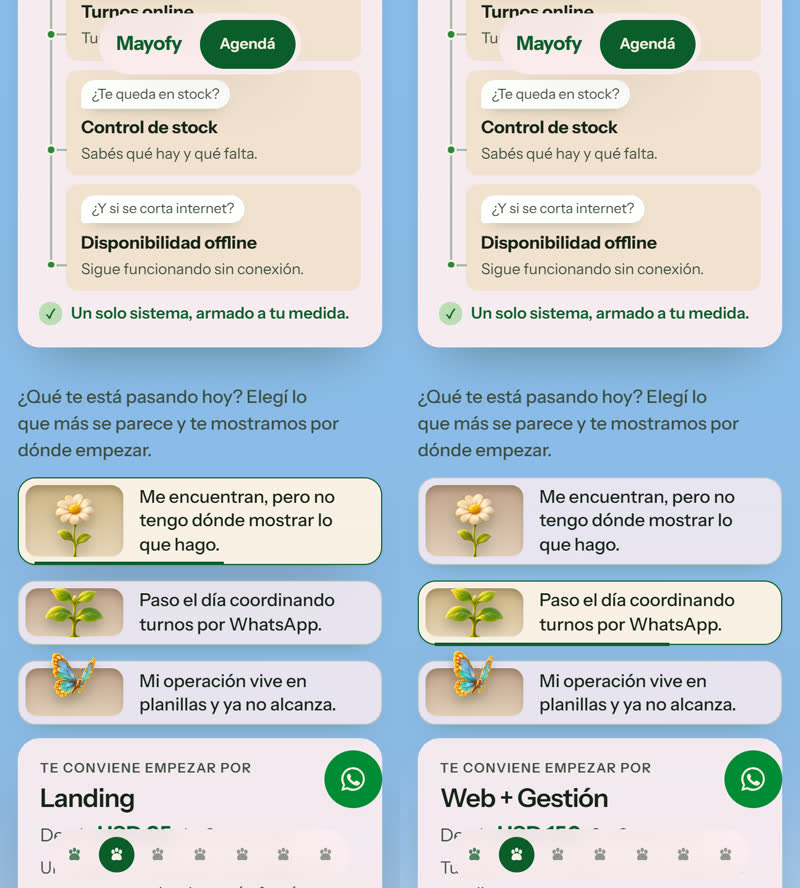 Turnos online
Tu
Mayofy
Agendá
¿Te queda en stock?
Control de stock
Sabés qué hay y qué falta.
¿Y si se corta internet?
Disponibilidad offline
Sigue funcionando sin conexión.
Un solo sistema, armado a tu medida.
¿Qué te está pasando hoy? Elegí lo
que más se parece y te mostramos por
dónde empezar.
Me encuentran, pero no
tengo dónde mostrar lo
que hago.
Paso el día coordinando
turnos por WhatsApp.
Mi operación vive en
planillas y ya no alcanza.
TE CONVIENE EMPEZAR POR
Landing
Turnos online
Tu
Mayofy
Agendá
¿Te queda en stock?
Control de stock
Sabés qué hay y qué falta.
¿Y si se corta internet?
Disponibilidad offline
Sigue funcionando sin conexión.
Un solo sistema, armado a tu medida.
¿Qué te está pasando hoy? Elegí lo
que más se parece y te mostramos por
dónde empezar.
Me encuentran, pero no
tengo dónde mostrar lo
que hago.
Paso el día coordinando
turnos por WhatsApp.
Mi operación vive en
planillas y ya no alcanza.
TE CONVIENE EMPEZAR POR
Web + Gestión